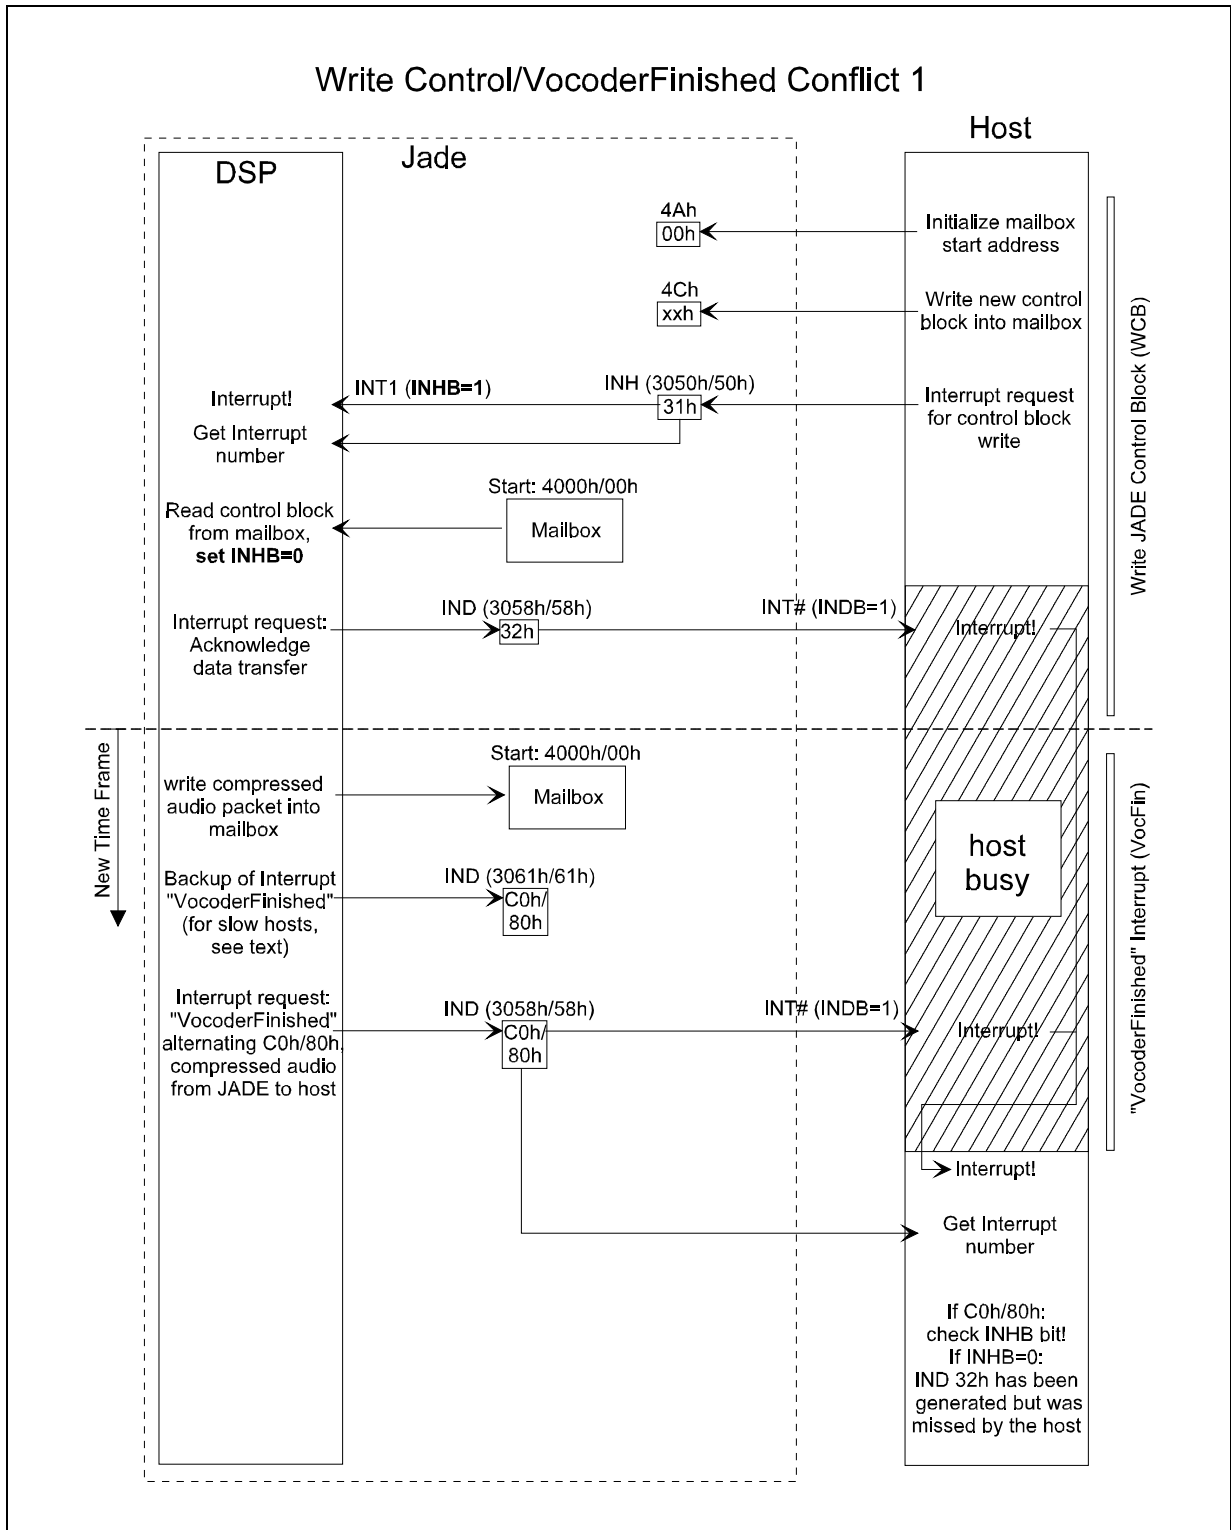 Write Control/VocoderFinished Conflict 1
Host
Jade
DSP
4Ah
00h
Initialize mailbox
start address
4Ch
xxh
Write new control
block into mailbox
Interrupt!
INT1 (INHB=1)
INH (3050h/50h)
31h
Interrupt request
for control block
write
Get Interrupt
number
Start: 4000h/00h
Mailbox
Read control block
from mailbox,
set INHB=0
Write JADE Control Block (WCB)
Interrupt request:
Acknowledge
data transfer
IND (3058h/58h)
32h
INT# (INDB=1)
Interrupt!
New Time Frame
Start: 4000h/00h
Mailbox
write compressed
audio packet into
mailbox
host
busy
Backup of Interrupt
"VocoderFinished"
(for slow hosts,
see text)
IND (3061h/61h)
C0h/
80h
"VocoderFinished" Interrupt (VocFin)
Interrupt request:
"VocoderFinished"
alternating C0h/80h,
compressed audio
from JADE to host
IND (3058h/58h)
C0h/
80h
INT# (INDB=1)
Interrupt!
Interrupt!
Get Interrupt
number
If C0h/80h:
check INHB bit!
If INHB=0:
IND 32h has been
generated but was
missed by the host